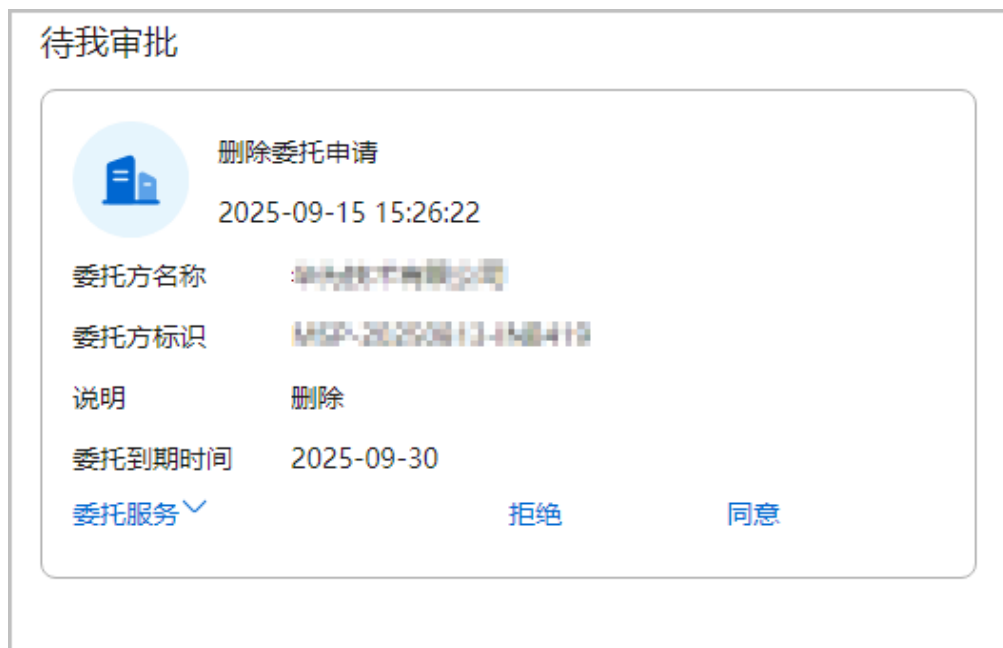 待我审批
删除委托申请
2025-09-15 15:26:22
委托方名称
委托方标识
说明 删除
委托到期时间 2025-09-30
委托服务 拒绝 同意